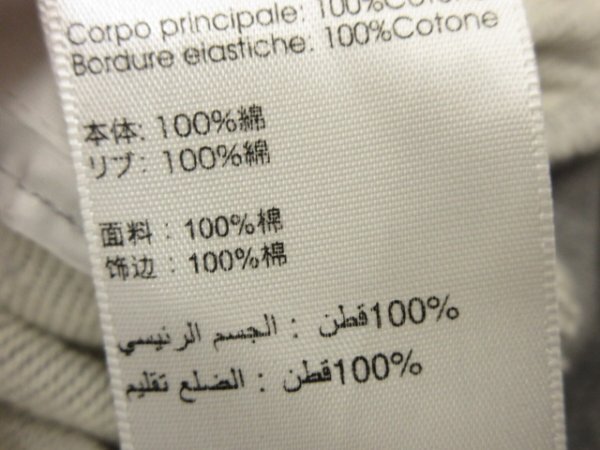 Corpo principale: 100%Cotone
Bordure elastiche: 100%Cotone
本体: 100%綿
リブ: 100%綿
面料: 100%棉
饰边: 100%棉
100%قطن : الجسم الرئيسي
100%قطن : الضلع تقليم